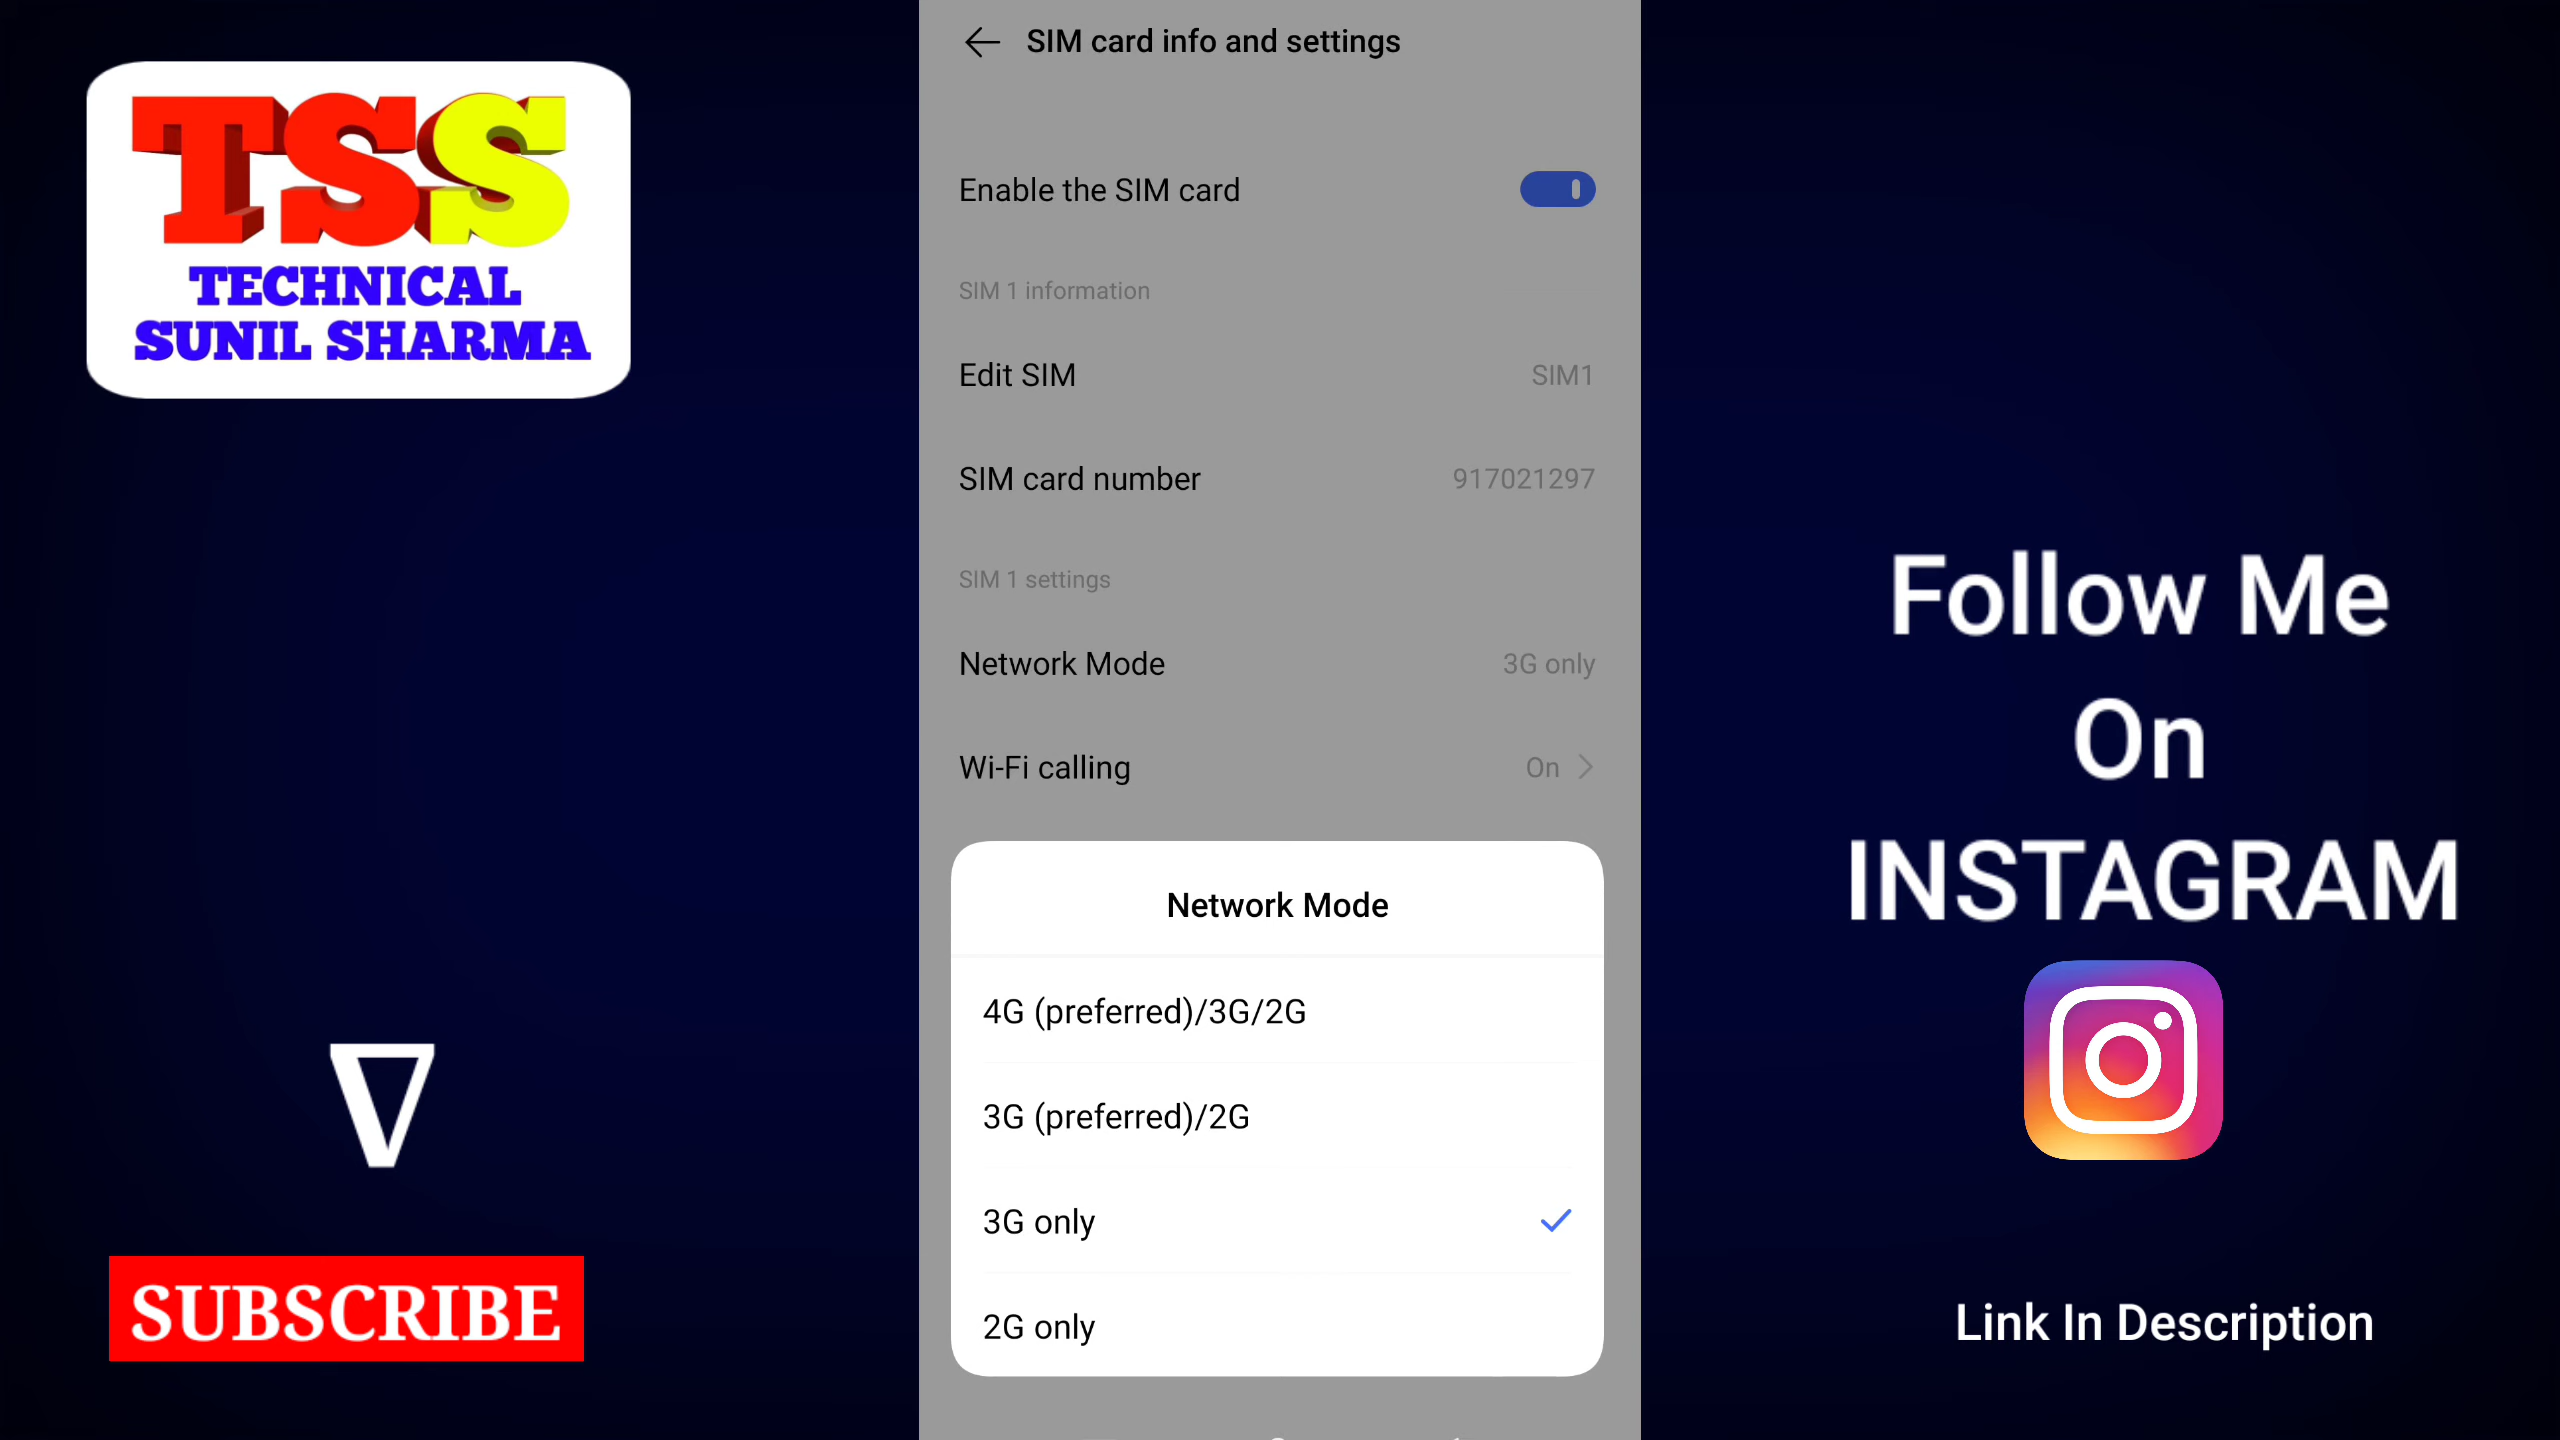 TSS
TECHNICAL
SUNIL SHARMA
SUBSCRIBE
SIM card info and settings
Enable the SIM card
SIM 1 information
Edit SIM SIM1
SIM card number 917021297
SIM 1 settings
Network Mode 3G only
Wi-Fi calling On
Network Mode
4G (preferred)/3G/2G
3G (preferred)/2G
3G only
2G only
Follow Me
On
INSTAGRAM
Link In Description